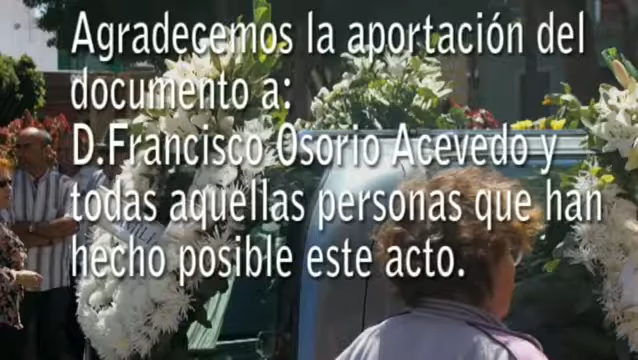 Agradecemos la aportación del
documento a:
D.Francisco Osorio Acevedo y
todas aquellas personas que han
hecho posible este acto.